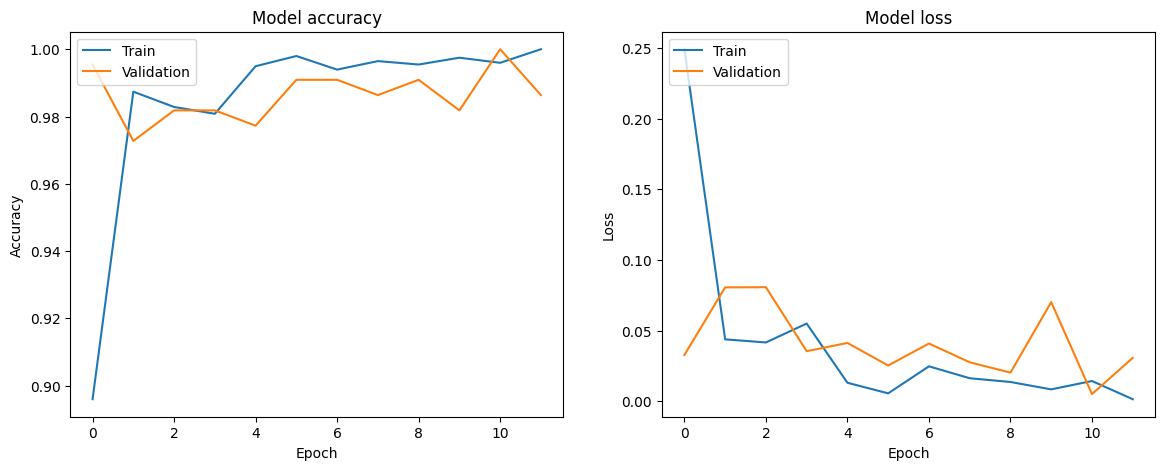 Model accuracy
Train
Validation
1.00
0.98
0.96
0.94
0.92
0.90
Accuracy
0 2 4 6 8 10
Epoch
Model loss
Train
Validation
0.25
0.20
0.15
0.10
0.05
0.00
Loss
0 2 4 6 8 10
Epoch